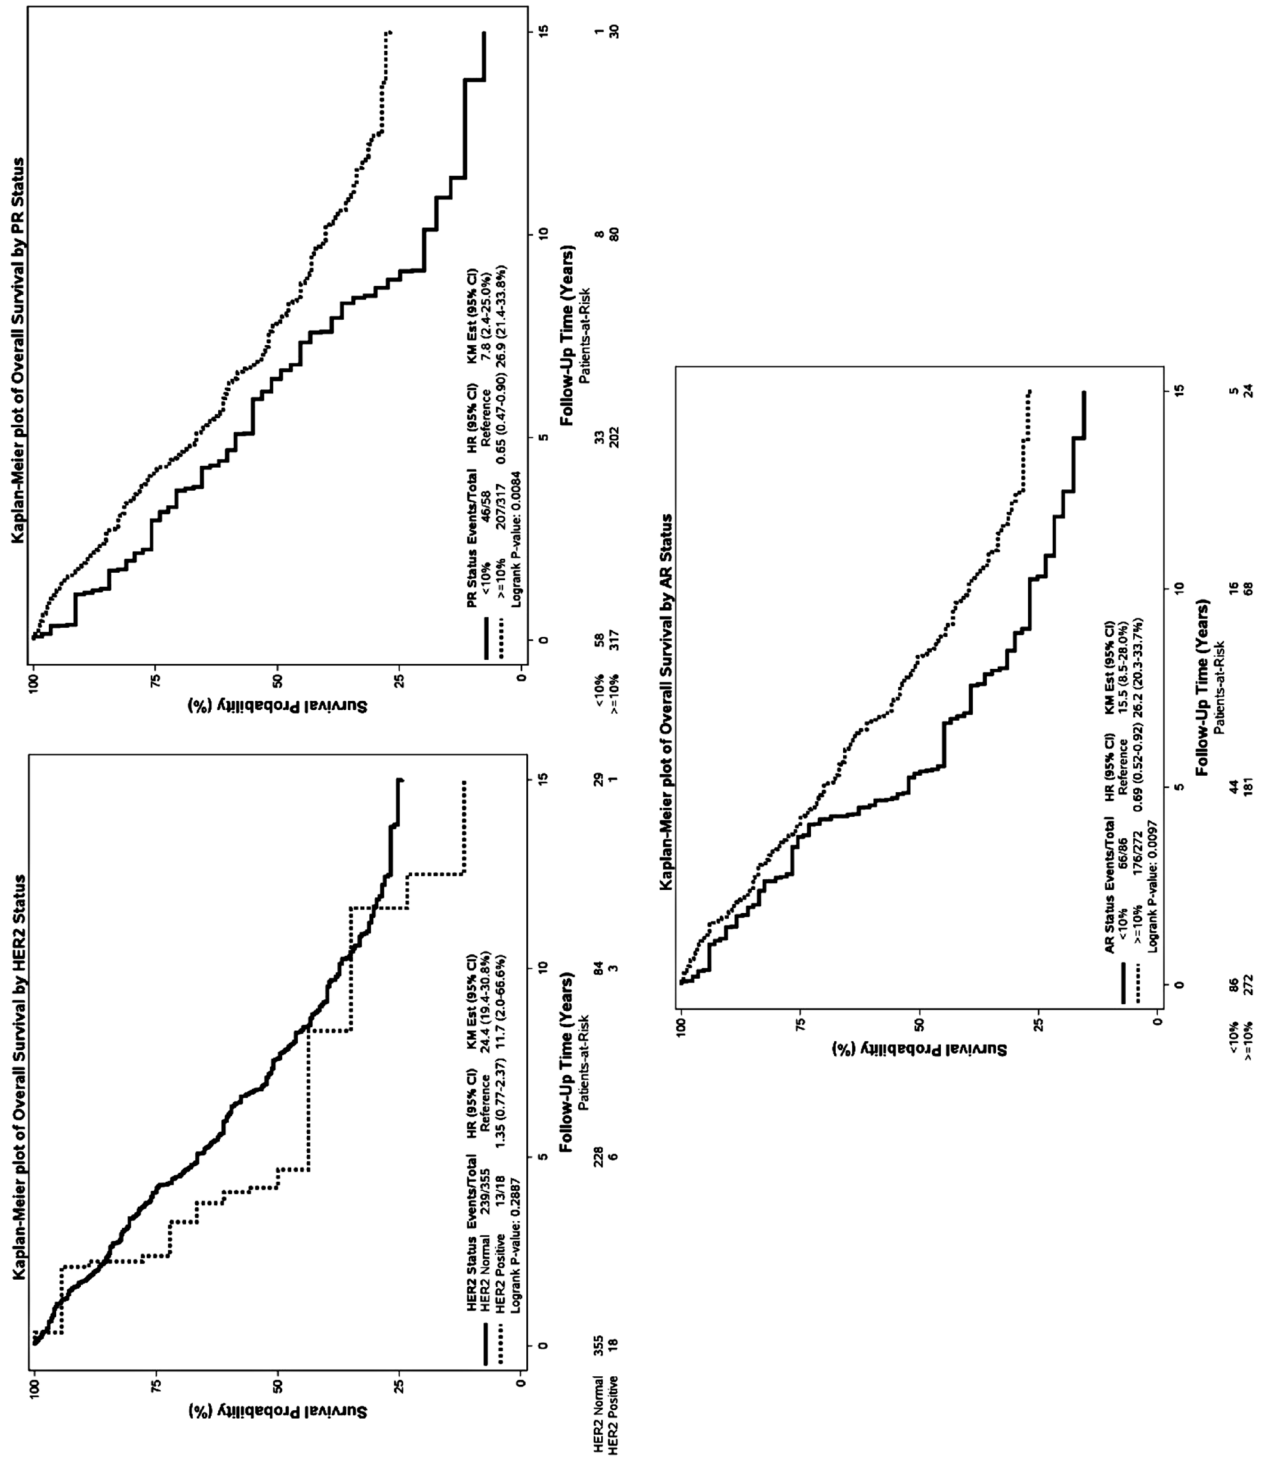 Kaplan-Meier plot of Overall Survival by HER2 Status
100
75
50
25
0
Survival Probability (%)
HER2 Status Events/Total HR (95% CI) KM Est (95% CI)
HER2 Normal 239/355 Reference 24.4 (19.4-30.8%)
HER2 Positive 13/18 1.35 (0.77-2.37) 11.7 (2.0-66.6%)
Logrank P-value: 0.2887
0 5 10 15
Follow-Up Time (Years)
Patients-at-Risk
HER2 Normal 355 228 84 29
HER2 Positive 18 6 3 1
Kaplan-Meier plot of Overall Survival by PR Status
100
75
50
25
0
Survival Probability (%)
PR Status Events/Total HR (95% CI) KM Est (95% CI)
<10% 46/58 Reference 7.8 (2.4-25.0%)
>=10% 207/317 0.65 (0.47-0.90) 26.9 (21.4-33.8%)
Logrank P-value: 0.0084
0 5 10 15
Follow-Up Time (Years)
Patients-at-Risk
<10% 58 33 8 1
>=10% 317 202 80 30
Kaplan-Meier plot of Overall Survival by AR Status
100
75
50
25
0
Survival Probability (%)
AR Status Events/Total HR (95% CI) KM Est (95% CI)
<10% 66/86 Reference 15.5 (8.5-28.0%)
>=10% 176/272 0.69 (0.52-0.92) 26.2 (20.3-33.7%)
Logrank P-value: 0.0097
0 5 10 15
Follow-Up Time (Years)
Patients-at-Risk
<10% 86 44 16 5
>=10% 272 181 68 24